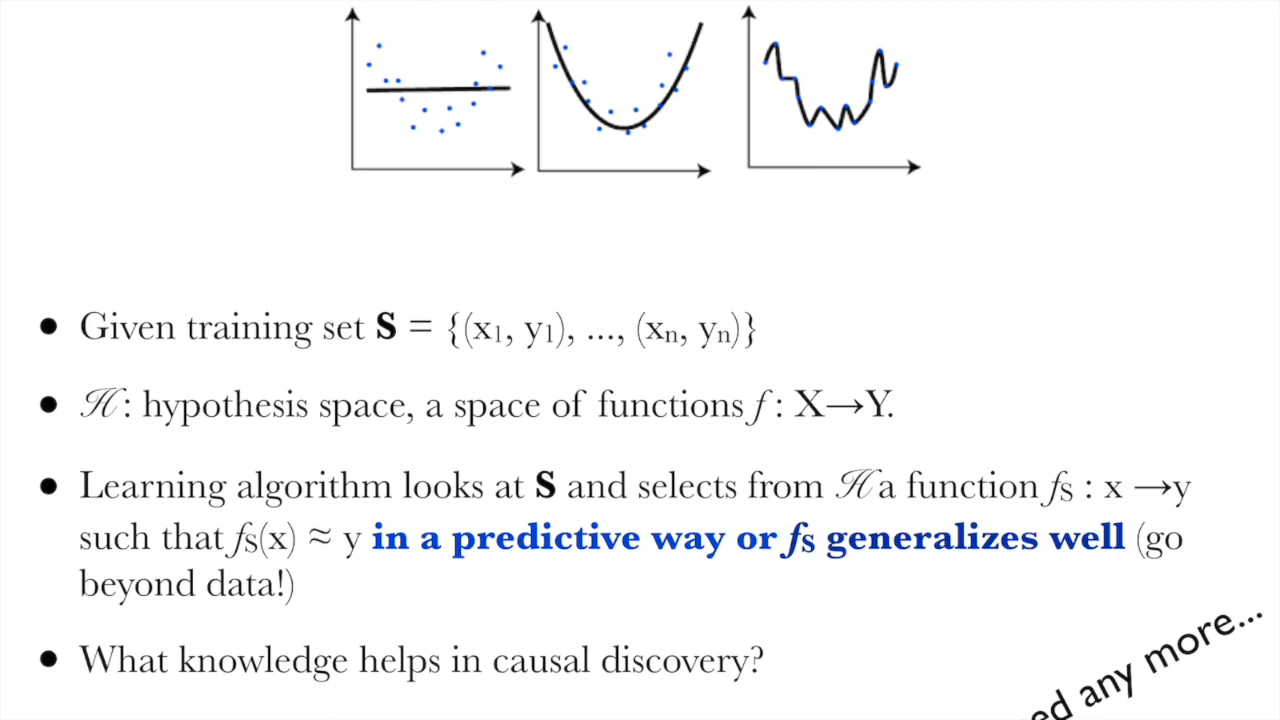 ● Given training set S = {(x₁, y₁), ..., (xₙ, yₙ)}
● ℋ: hypothesis space, a space of functions f : X→Y.
● Learning algorithm looks at S and selects from ℋ a function fₛ : x →y
such that fₛ(x) ≈ y in a predictive way or fₛ generalizes well (go
beyond data!)
● What knowledge helps in causal discovery?
any more...